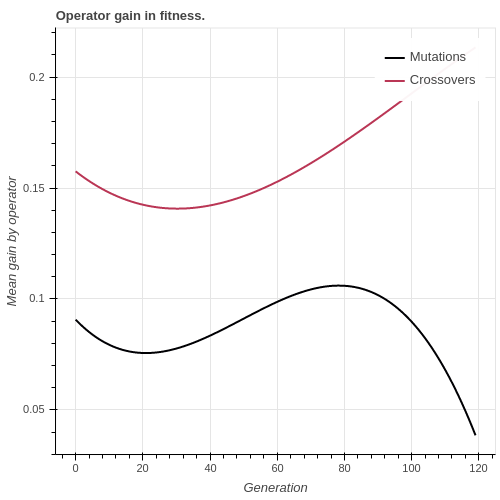 Operator gain in fitness.
Mutations
Crossovers
0.2
0.15
0.1
0.05
Mean gain by operator
0 20 40 60 80 100 120
Generation